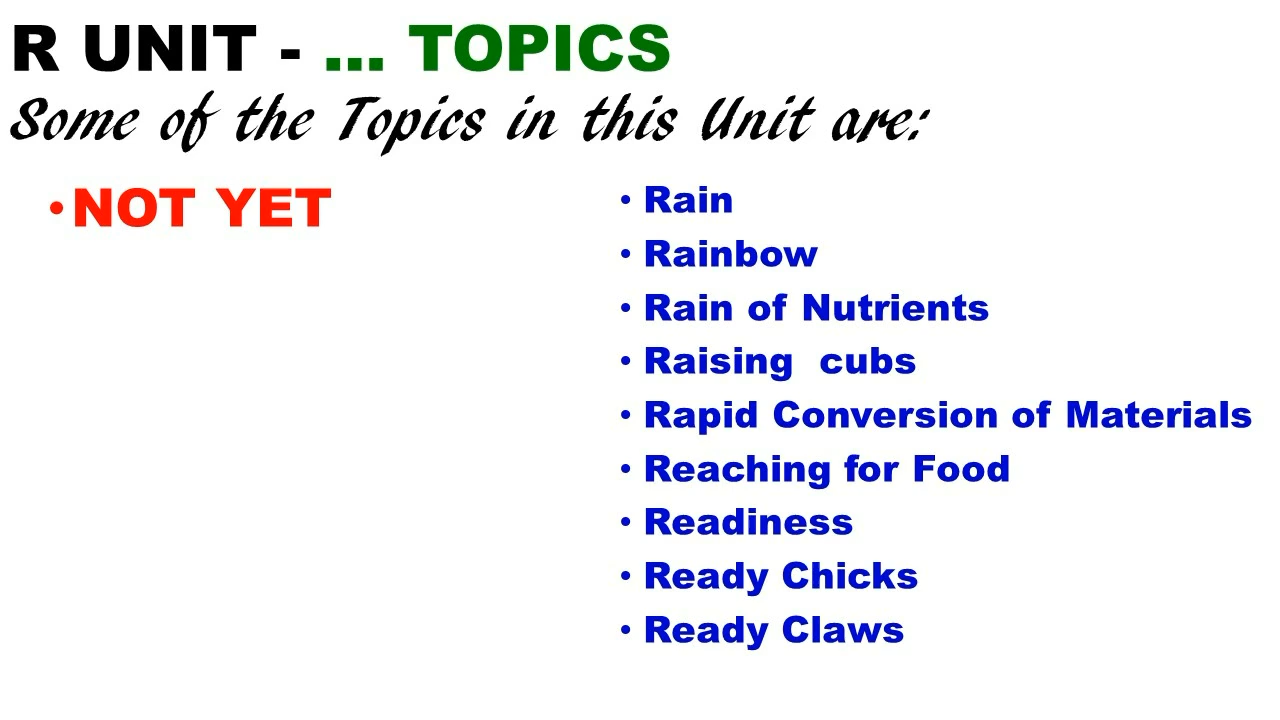 R UNIT - ... TOPICS
Some of the Topics in this Unit are:
• NOT YET
• Rain
• Rainbow
• Rain of Nutrients
• Raising  cubs
• Rapid Conversion of Materials
• Reaching for Food
• Readiness
• Ready Chicks
• Ready Claws